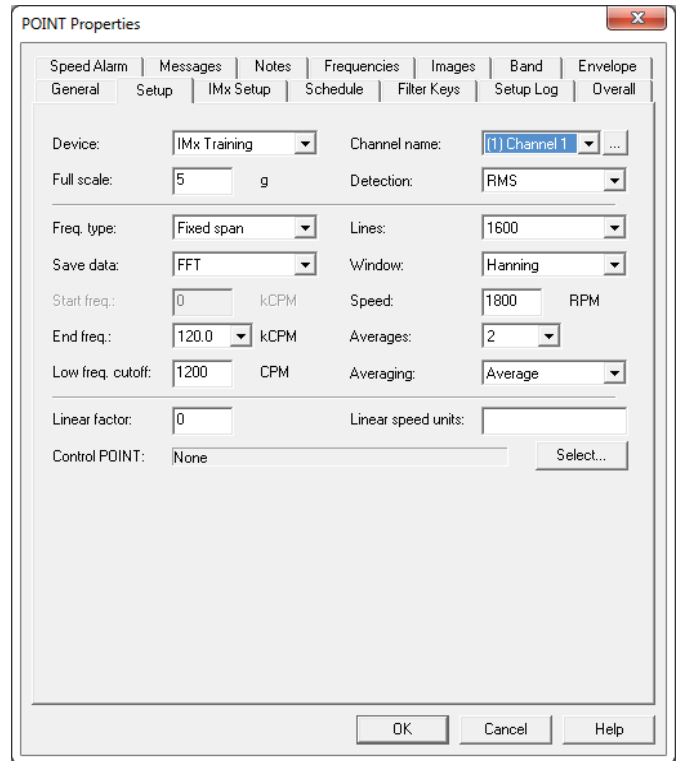 POINT Properties
x
Speed Alarm Messages Notes Frequencies Images Band Envelope
General Setup IMx Setup Schedule Filter Keys Setup Log Overall
Device: IMx Training Channel name: (1) Channel 1 ...
Full scale: 5 g Detection: RMS
Freq. type: Fixed span Lines: 1600
Save data: FFT Window: Hanning
Start freq.: 0 kCPM Speed: 1800 RPM
End freq.: 120.0 kCPM Averages: 2
Low freq. cutoff: 1200 CPM Averaging: Average
Linear factor: 0 Linear speed units:
Control POINT: None Select...
OK Cancel Help